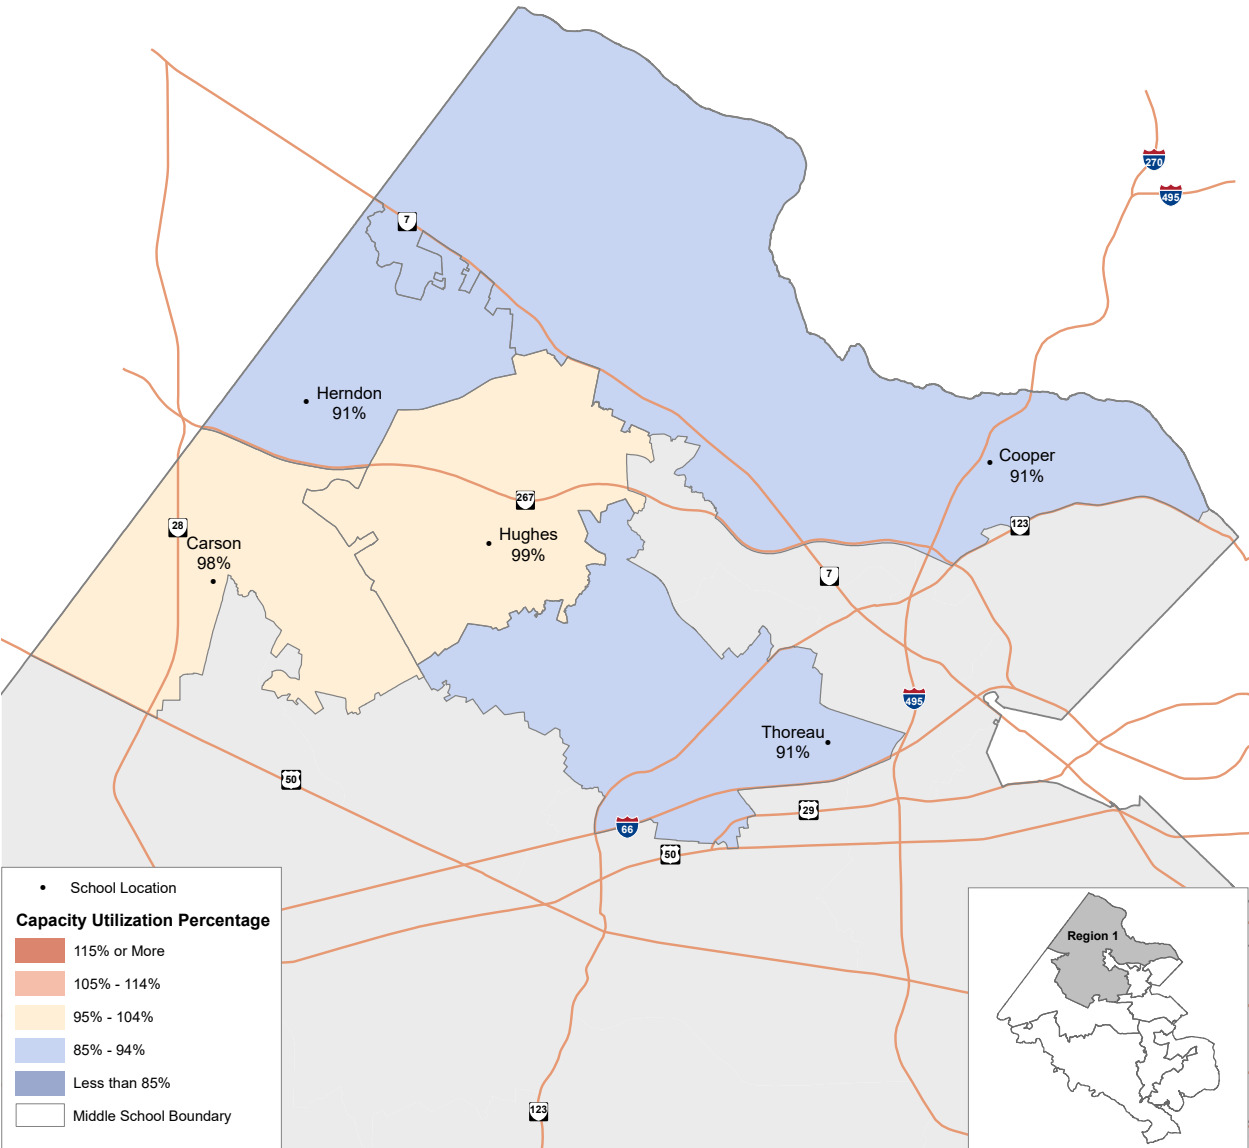 270
495
7
Herndon
91%
Cooper
91%
267
28
Hughes
99%
123
Carson
98%
7
495
Thoreau
91%
50
29
66
50
School Location
Capacity Utilization Percentage
115% or More
105% - 114%
95% - 104%
85% - 94%
Less than 85%
Middle School Boundary
Region 1
123